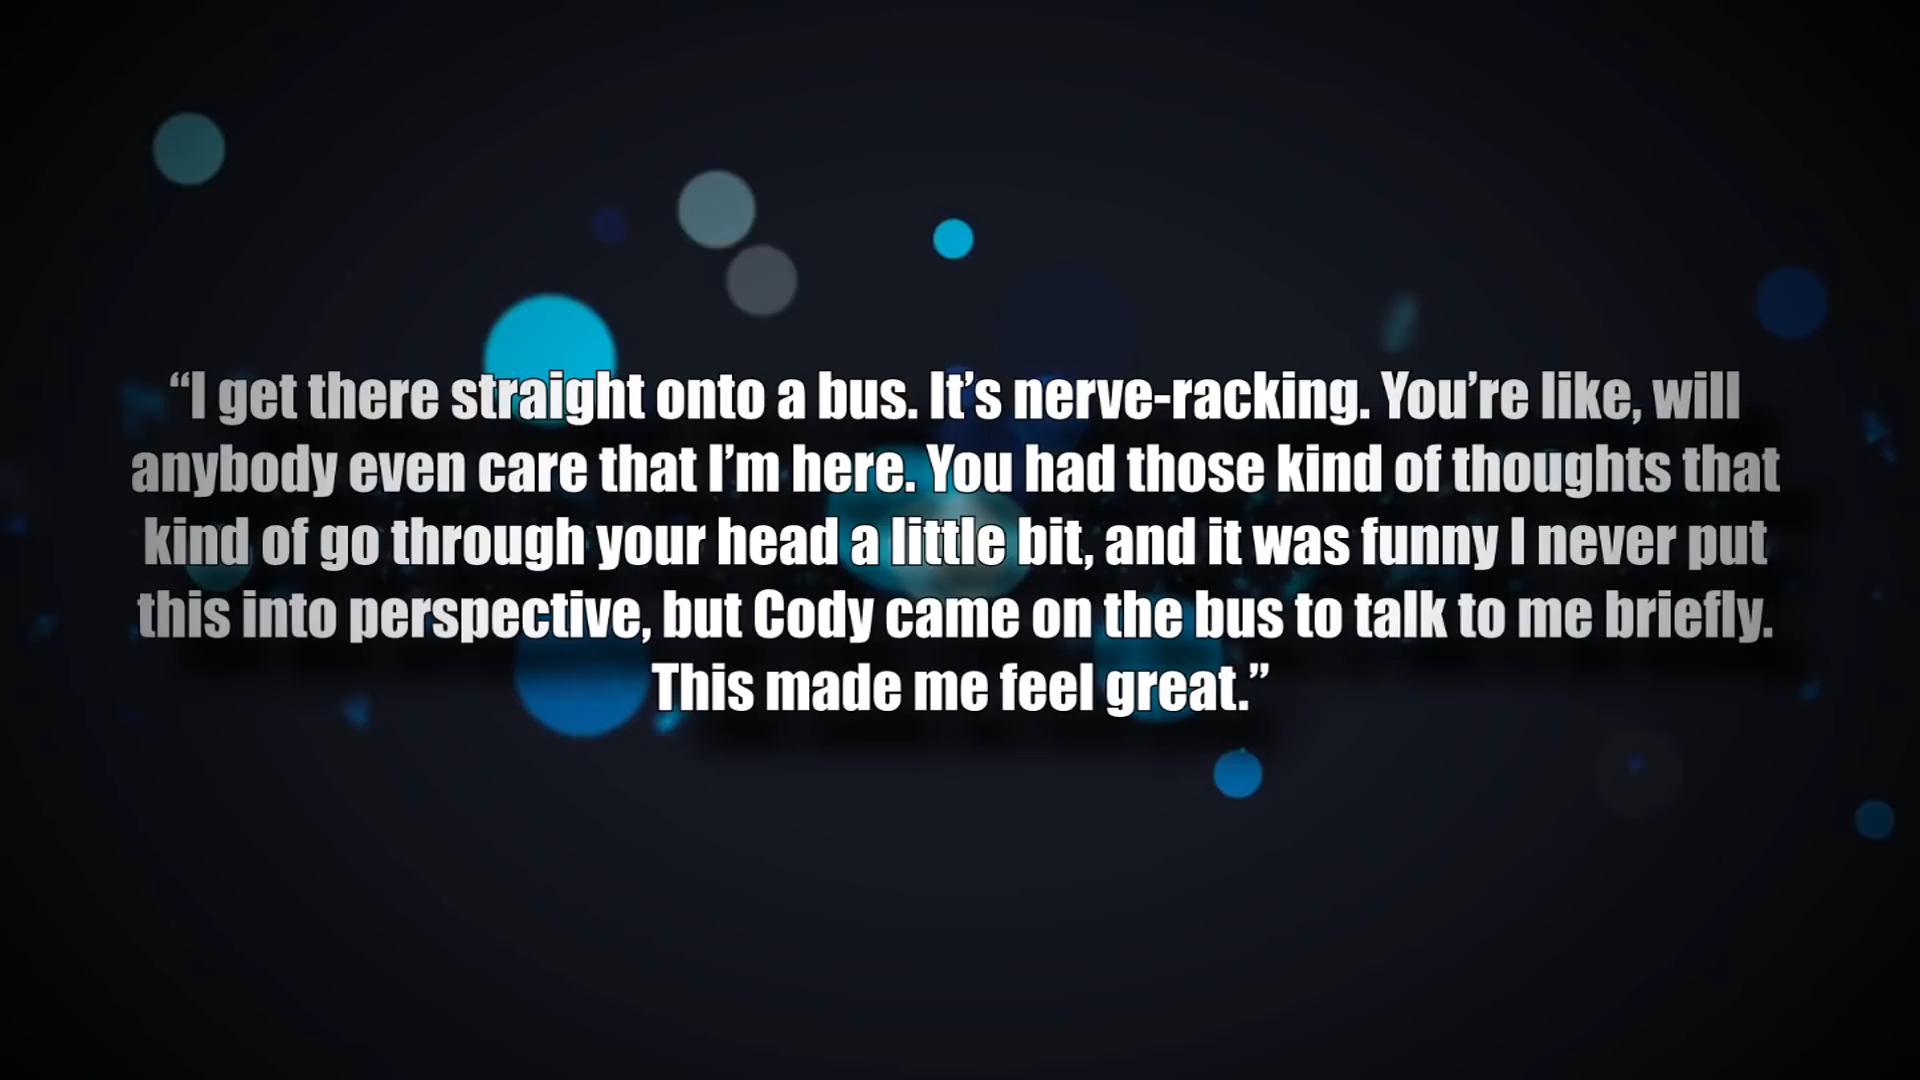 “I get there straight onto a bus. It’s nerve-racking. You’re like, will
anybody even care that I’m here. You had those kind of thoughts that
kind of go through your head a little bit, and it was funny I never put
this into perspective, but Cody came on the bus to talk to me briefly.
This made me feel great.”